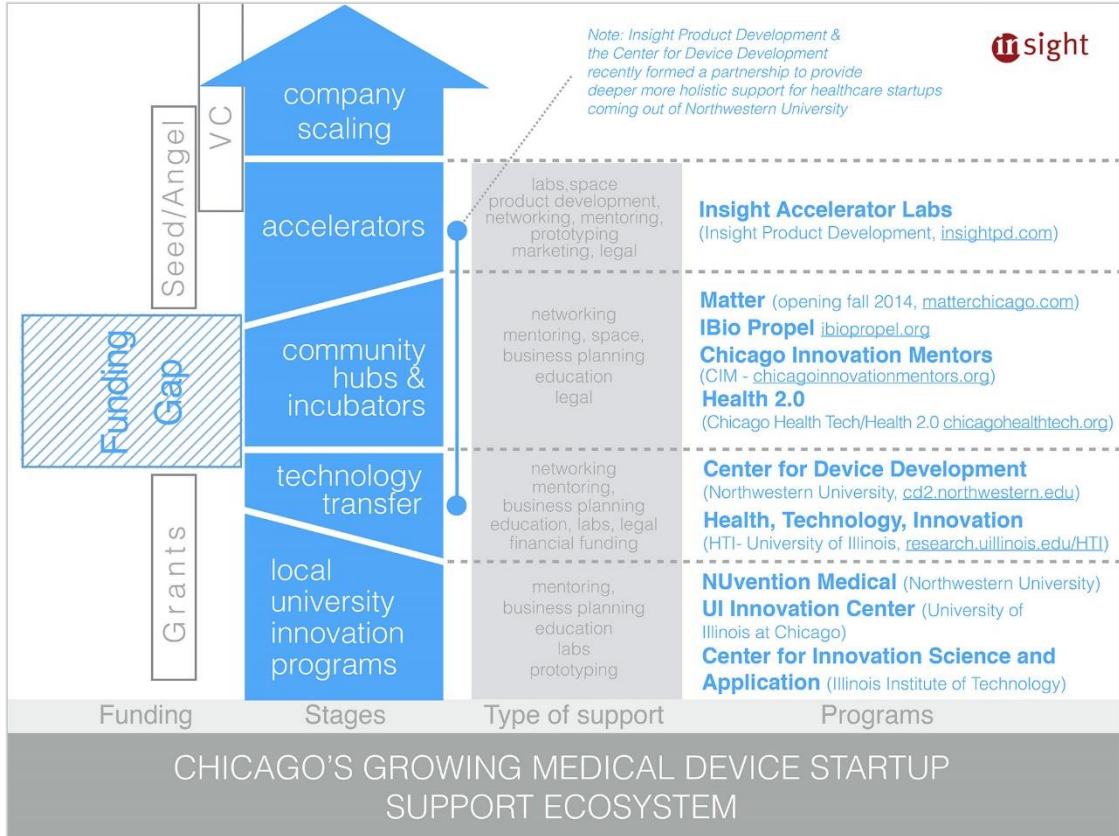 Note: Insight Product Development &
the Center for Device Development
recently formed a partnership to provide
deeper more holistic support for healthcare startups
coming out of Northwestern University
insight
VC
Seed/Angel
Funding
Gap
Grants
company
scaling
accelerators
community
hubs &
incubators
technology
transfer
local
university
innovation
programs
labs,space
product development,
networking, mentoring,
prototyping
marketing, legal
networking
mentoring, space,
business planning
education
legal
networking
mentoring,
business planning
education, labs, legal
financial funding
mentoring,
business planning
education
labs
prototyping
Insight Accelerator Labs
(Insight Product Development, insightpd.com)
Matter (opening fall 2014, matterchicago.com)
IBio Propel ibiopropel.org
Chicago Innovation Mentors
(CIM - chicagoinnovationmentors.org)
Health 2.0
(Chicago Health Tech/Health 2.0 chicagohealthtech.org)
Center for Device Development
(Northwestern University, cd2.northwestern.edu)
Health, Technology, Innovation
(HTI- University of Illinois, research.uillinois.edu/HTI)
NUvention Medical (Northwestern University)
UI Innovation Center (University of
Illinois at Chicago)
Center for Innovation Science and
Application (Illinois Institute of Technology)
Funding
Stages
Type of support
Programs
CHICAGO'S GROWING MEDICAL DEVICE STARTUP
SUPPORT ECOSYSTEM